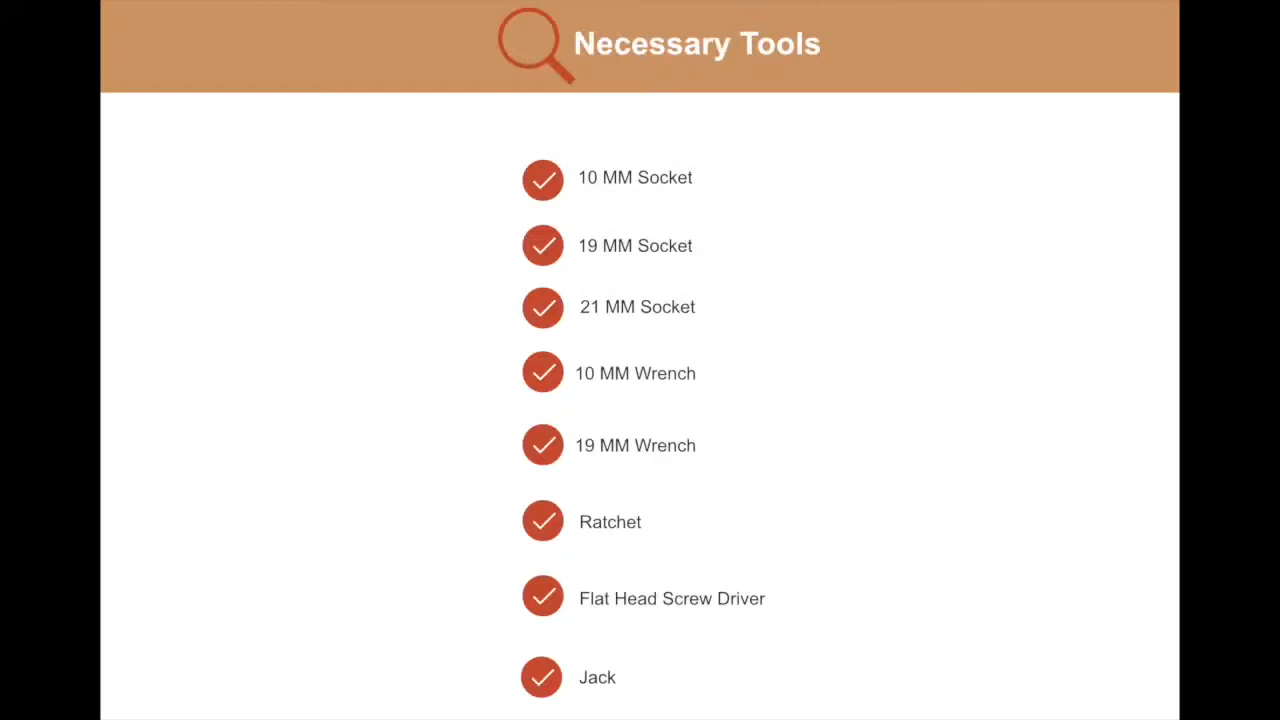 Necessary Tools
10 MM Socket
19 MM Socket
21 MM Socket
10 MM Wrench
19 MM Wrench
Ratchet
Flat Head Screw Driver
Jack